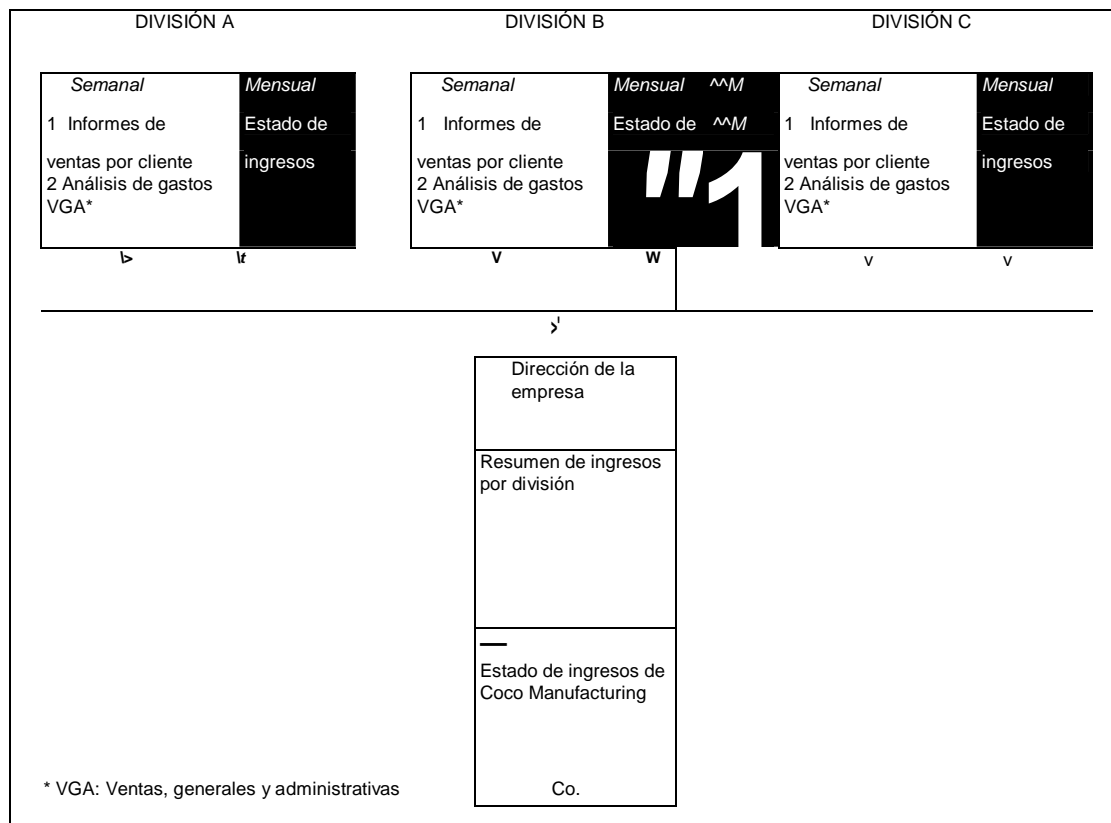 DIVISIÓN A
DIVISIÓN B
DIVISIÓN C
Semanal
1 Informes de
ventas por cliente
2 Análisis de gastos
VGA*
Mensual
Estado de
ingresos
Semanal
1 Informes de
ventas por cliente
2 Análisis de gastos
VGA*
Mensual ^^M
Estado de ^^M
"1
Semanal
1 Informes de
ventas por cliente
2 Análisis de gastos
VGA*
Mensual
Estado de
ingresos
\> \t
V W
v v
>'
Dirección de la
empresa
Resumen de ingresos
por división
—
Estado de ingresos de
Coco Manufacturing
Co.
* VGA: Ventas, generales y administrativas